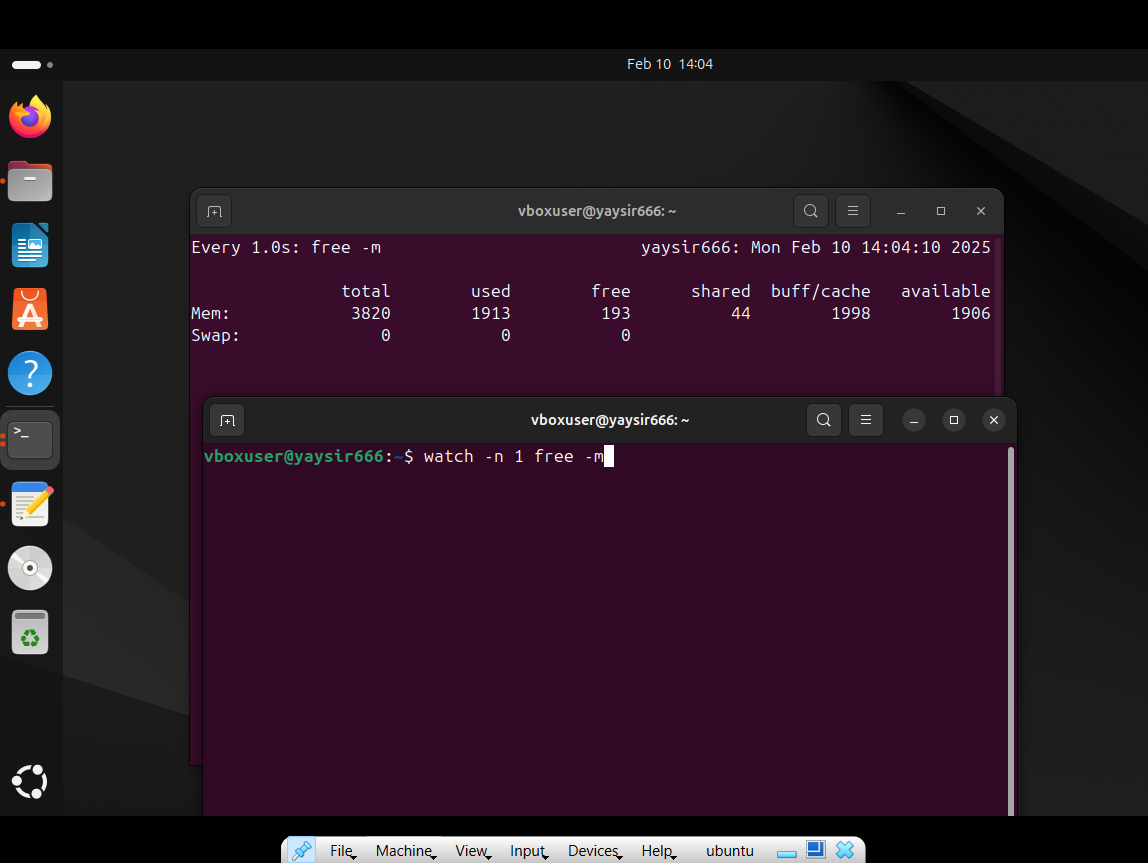 Feb 10 14:04
vboxuser@yaysir666: ~
Every 1.0s: free -m yaysir666: Mon Feb 10 14:04:10 2025
total used free shared buff/cache available
Mem: 3820 1913 193 44 1998 1906
Swap: 0 0 0
vboxuser@yaysir666: ~
vboxuser@yaysir666:~$ watch -n 1 free -m
File Machine View Input Devices Help ubuntu